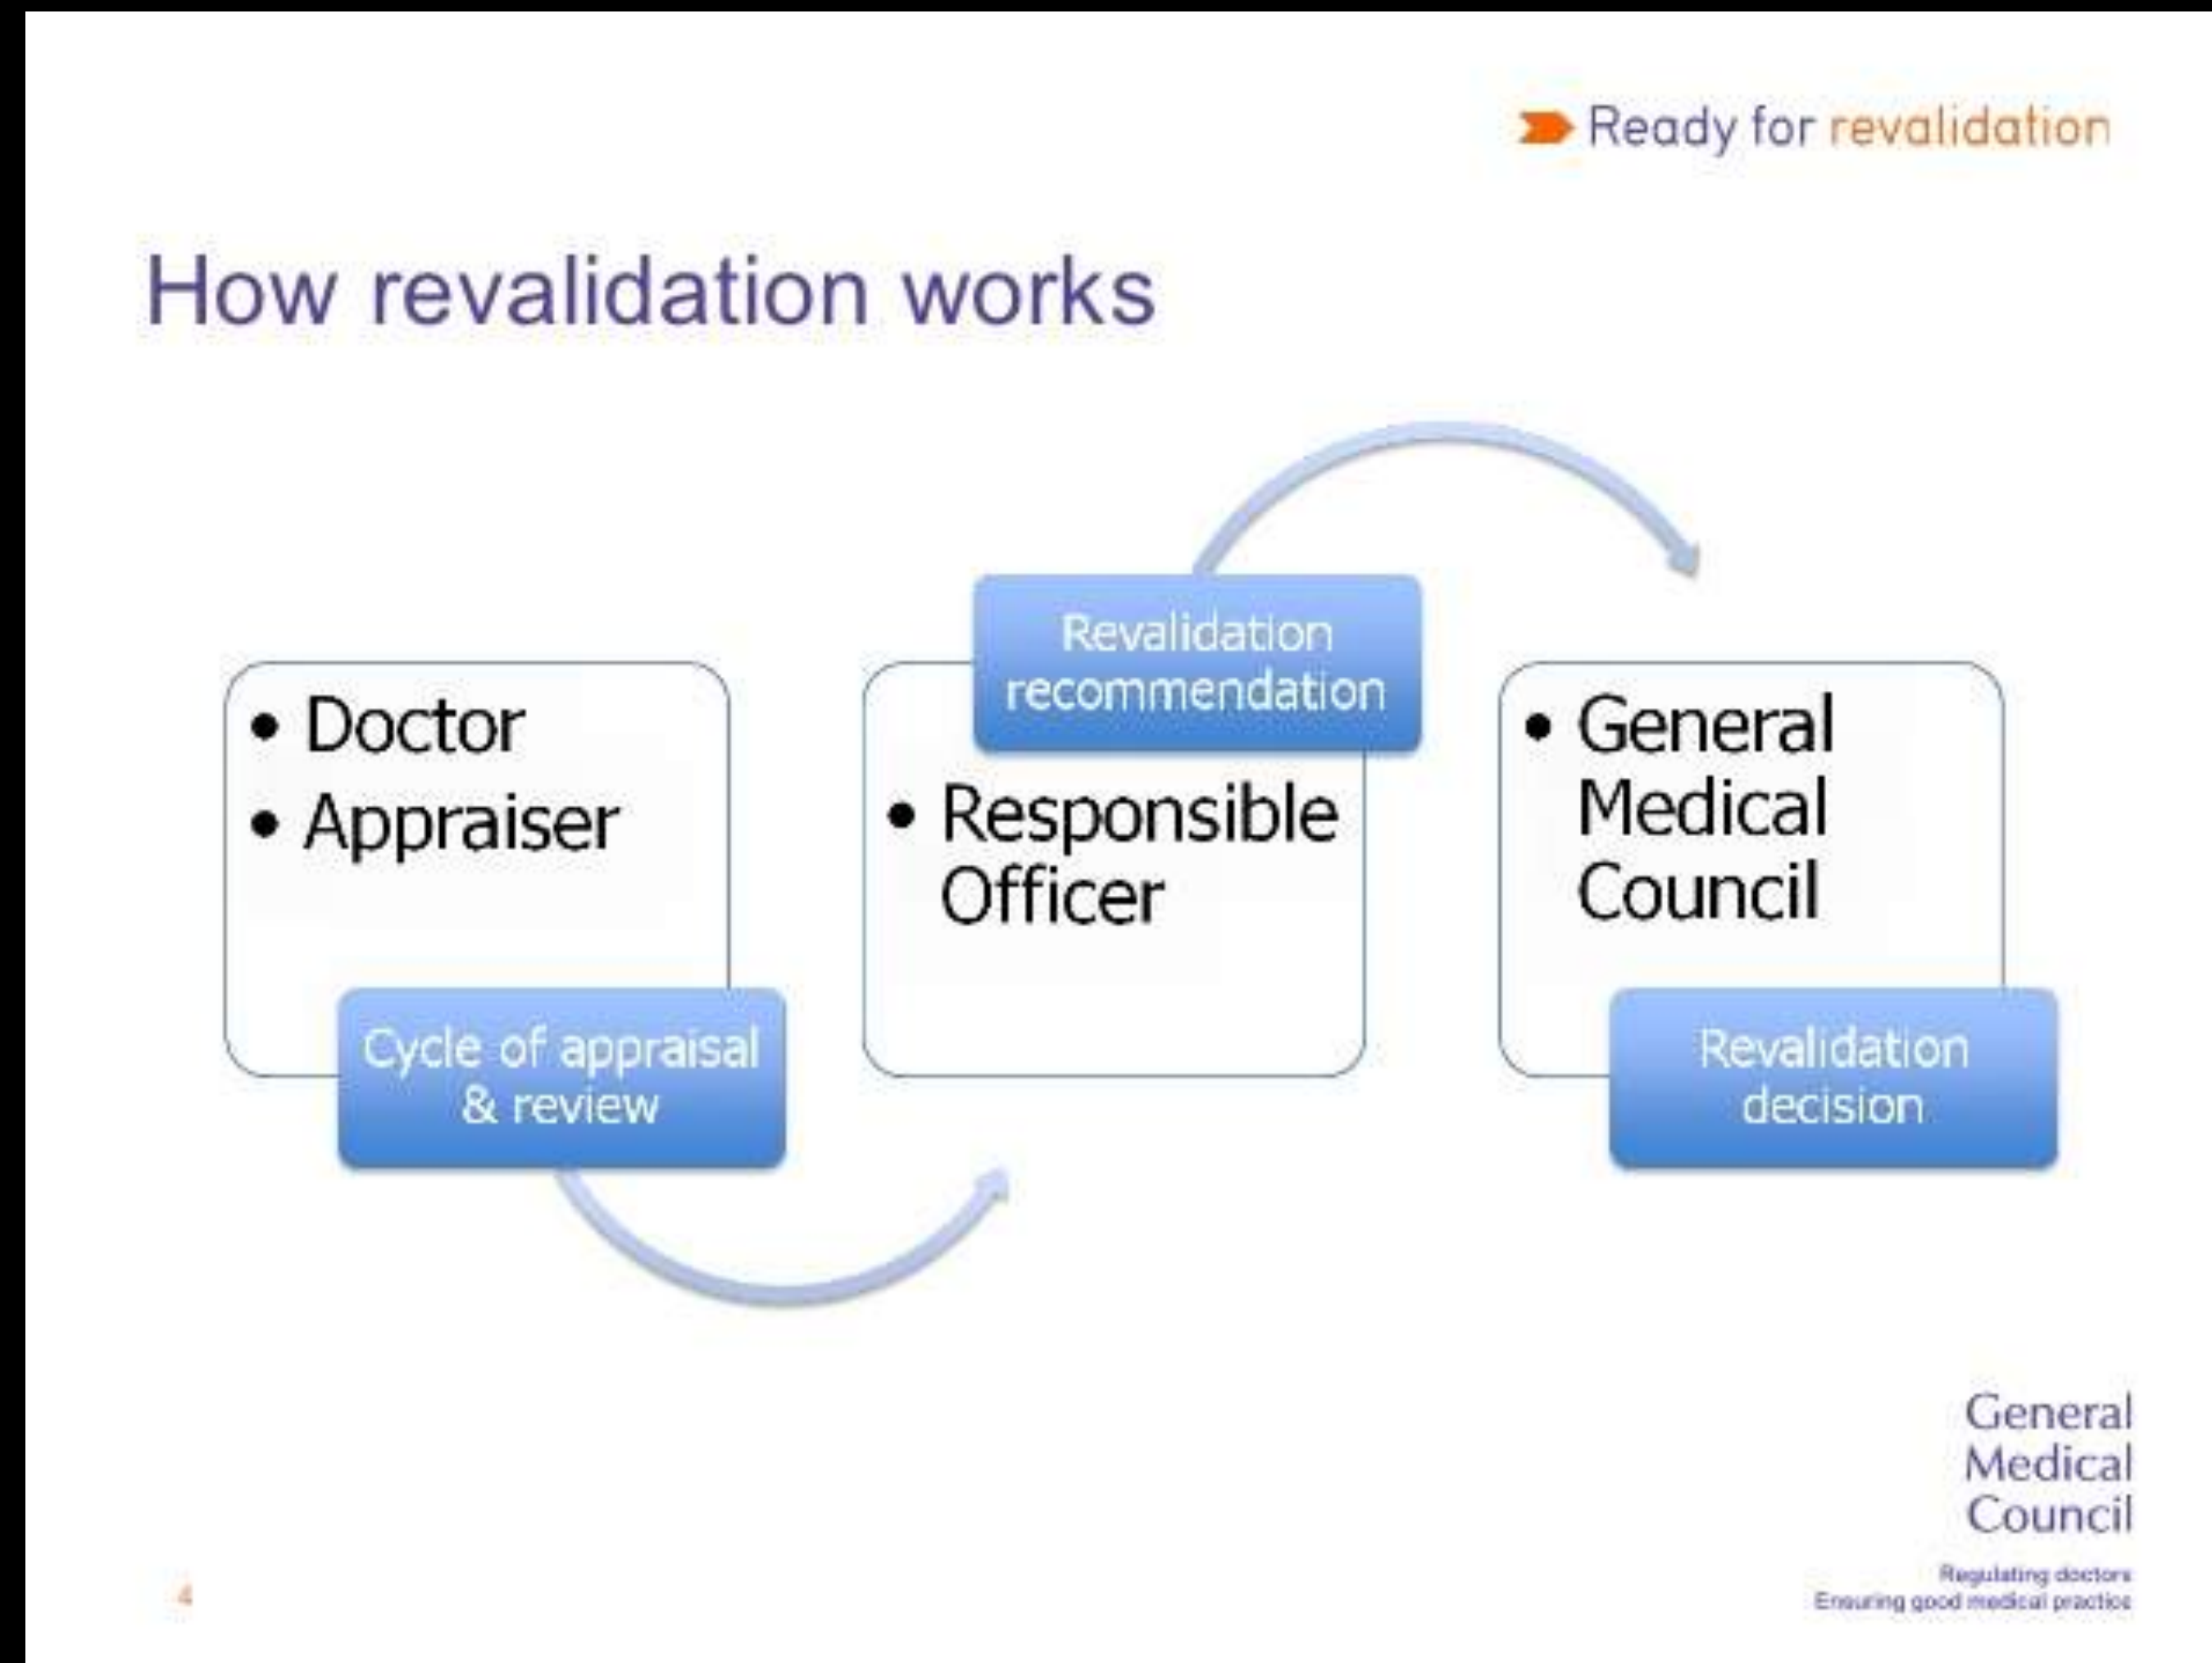 Ready for revalidation
How revalidation works
• Doctor
• Appraiser
Cycle of appraisal
& review
Revalidation
recommendation
• Responsible
Officer
• General
Medical
Council
Revalidation
decision
General
Medical
Council
Regulating doctors
Ensuring good medical practice
4